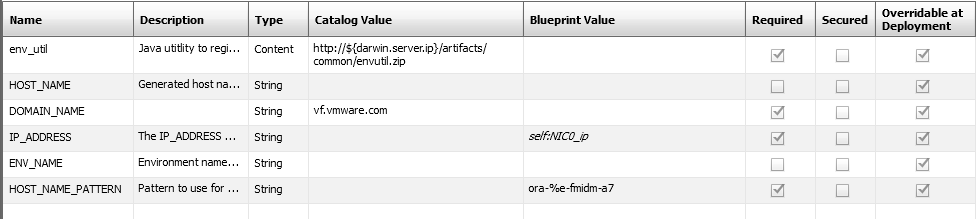 Name Description Type Catalog Value Blueprint Value Required Secured Overridable at
Deployment
env_util Java utitlity to regi... Content http://${darwin.server.ip}/artifacts/
common/envutil.zip
HOST_NAME Generated host na... String
DOMAIN_NAME String vf.vmware.com
IP_ADDRESS The IP_ADDRESS ... String self:NIC0_ip
ENV_NAME Environment name... String
HOST_NAME_PATTERN Pattern to use for ... String ora-%e-fmidm-a7